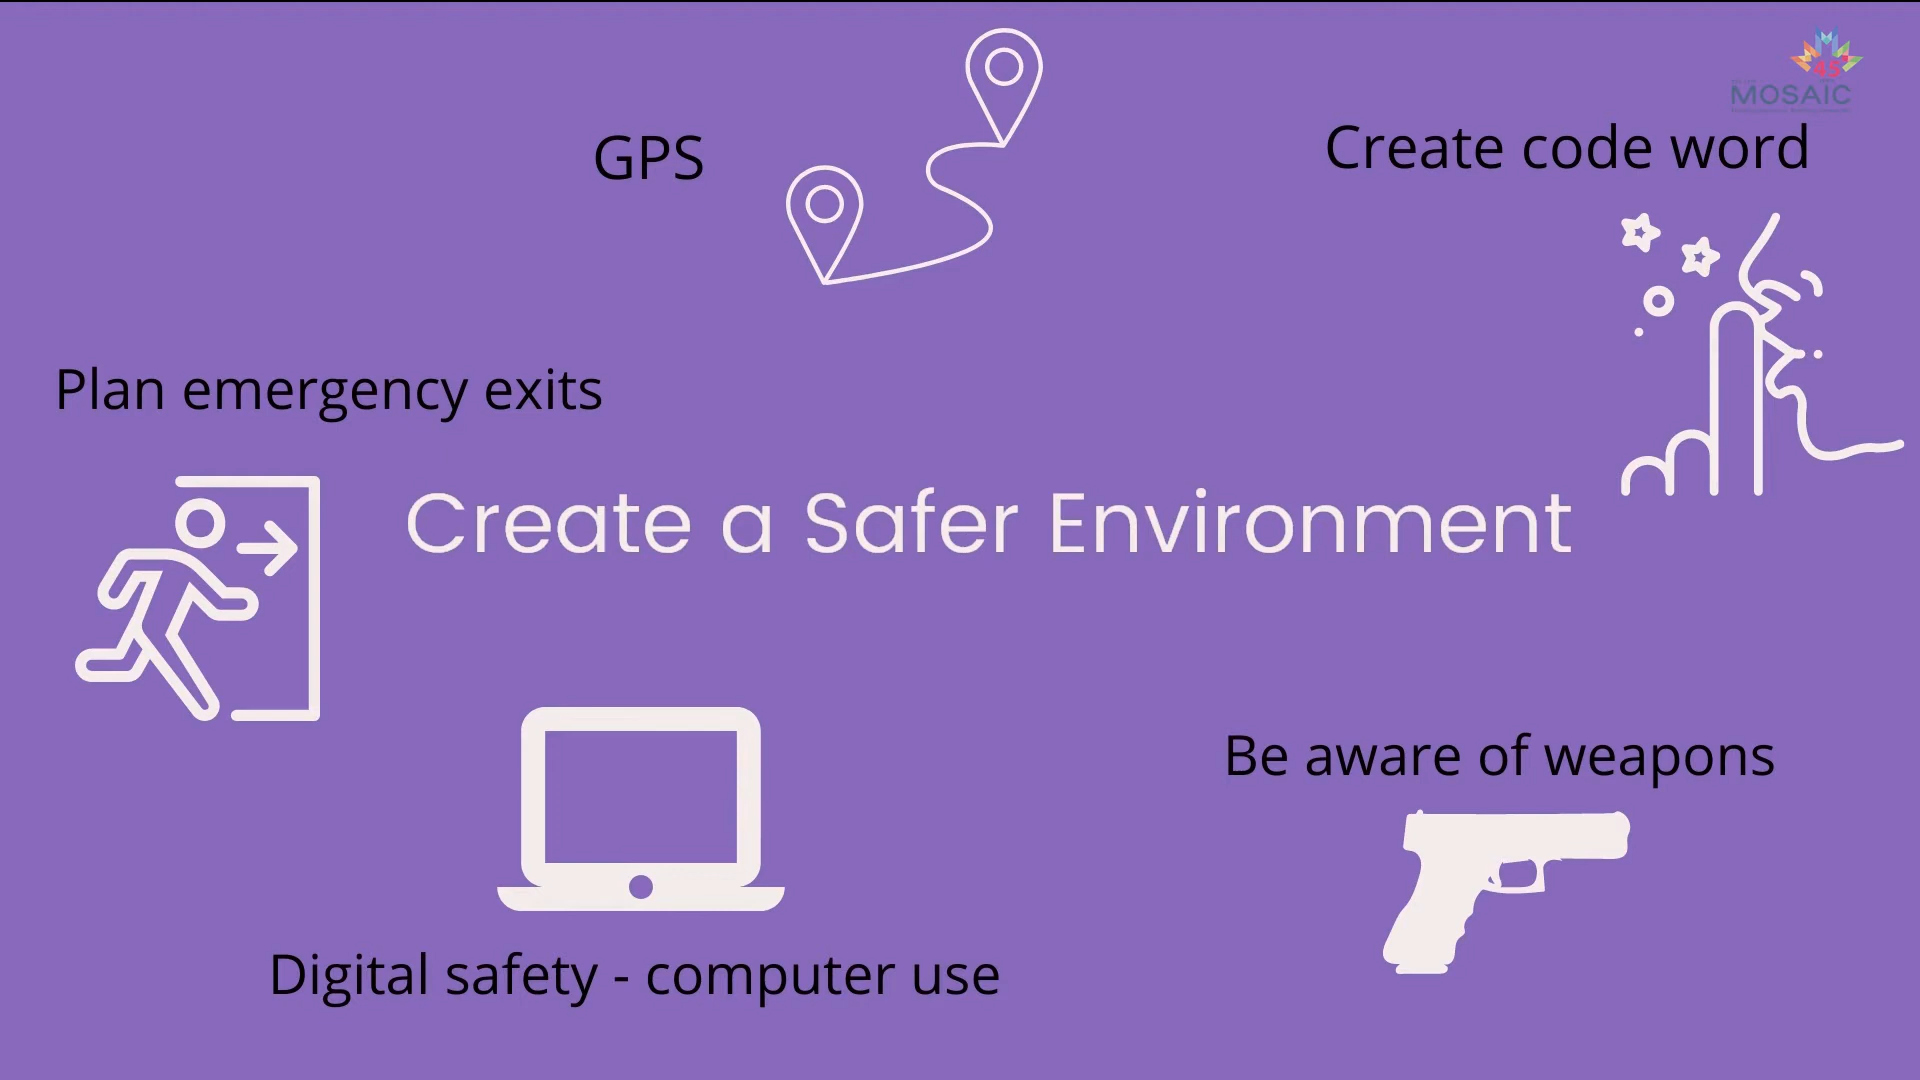 45
MOSAIC
GPS
Create code word
Plan emergency exits
Create a Safer Environment
Be aware of weapons
Digital safety - computer use